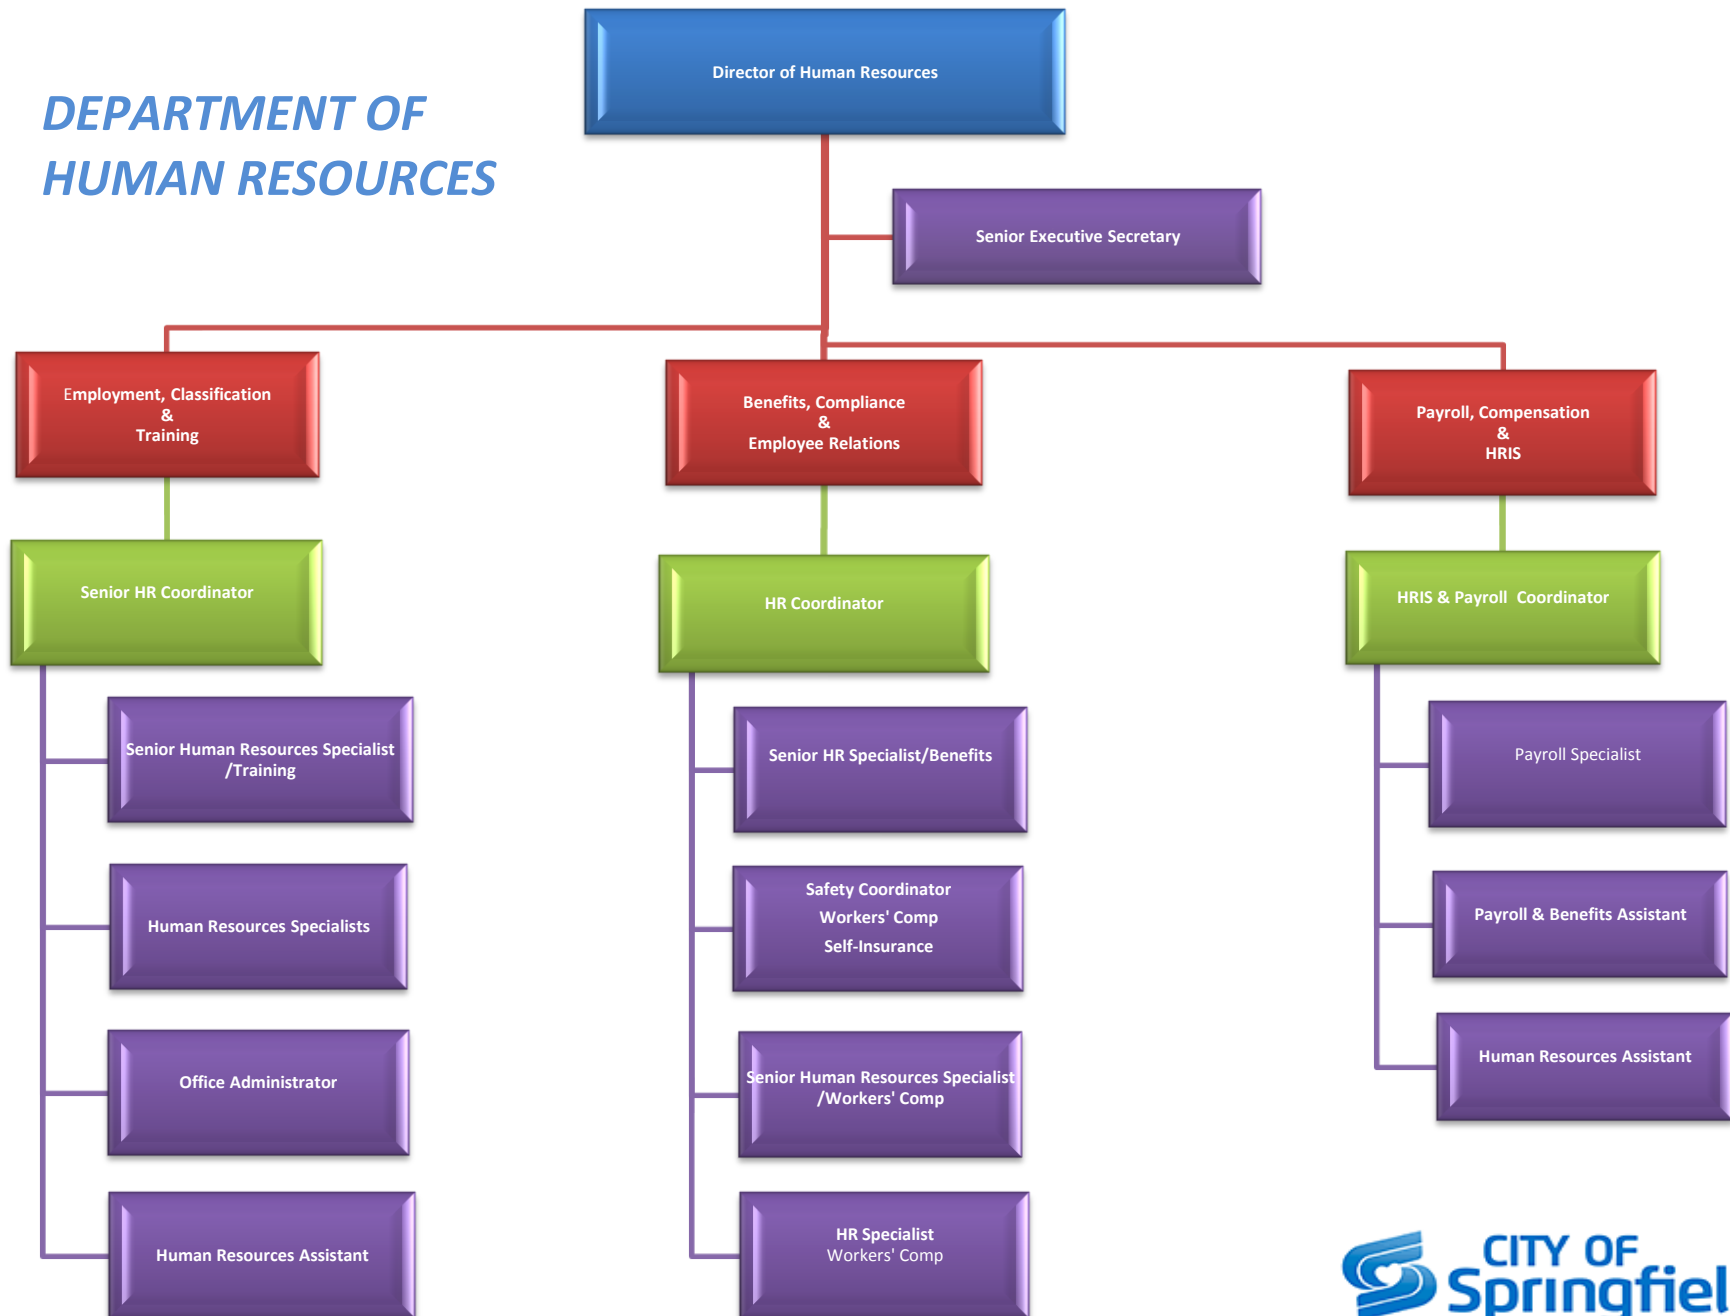 DEPARTMENT OF
HUMAN RESOURCES
Director of Human Resources
Senior Executive Secretary
Employment, Classification
&
Training
Benefits, Compliance
&
Employee Relations
Payroll, Compensation
&
HRIS
Senior HR Coordinator
HR Coordinator
HRIS & Payroll Coordinator
Senior Human Resources Specialist
/Training
Human Resources Specialists
Office Administrator
Human Resources Assistant
Senior HR Specialist/Benefits
Safety Coordinator
Workers' Comp
Self-Insurance
Senior Human Resources Specialist
/Workers' Comp
HR Specialist
Workers' Comp
Payroll Specialist
Payroll & Benefits Assistant
Human Resources Assistant
CITY OF
Springfiel